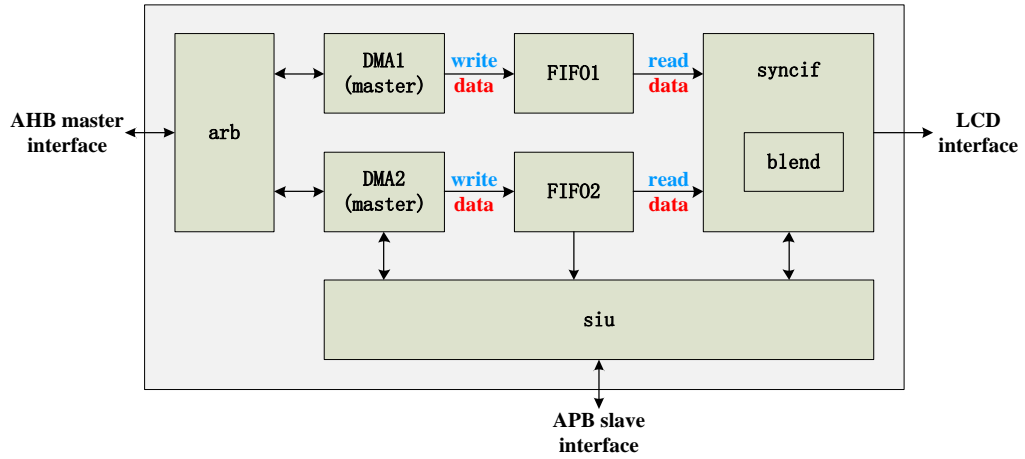 AHB master
interface
arb
DMA1
(master)
write
data
FIFO1
read
data
syncif
blend
LCD
interface
DMA2
(master)
write
data
FIFO2
read
data
siu
APB slave
interface